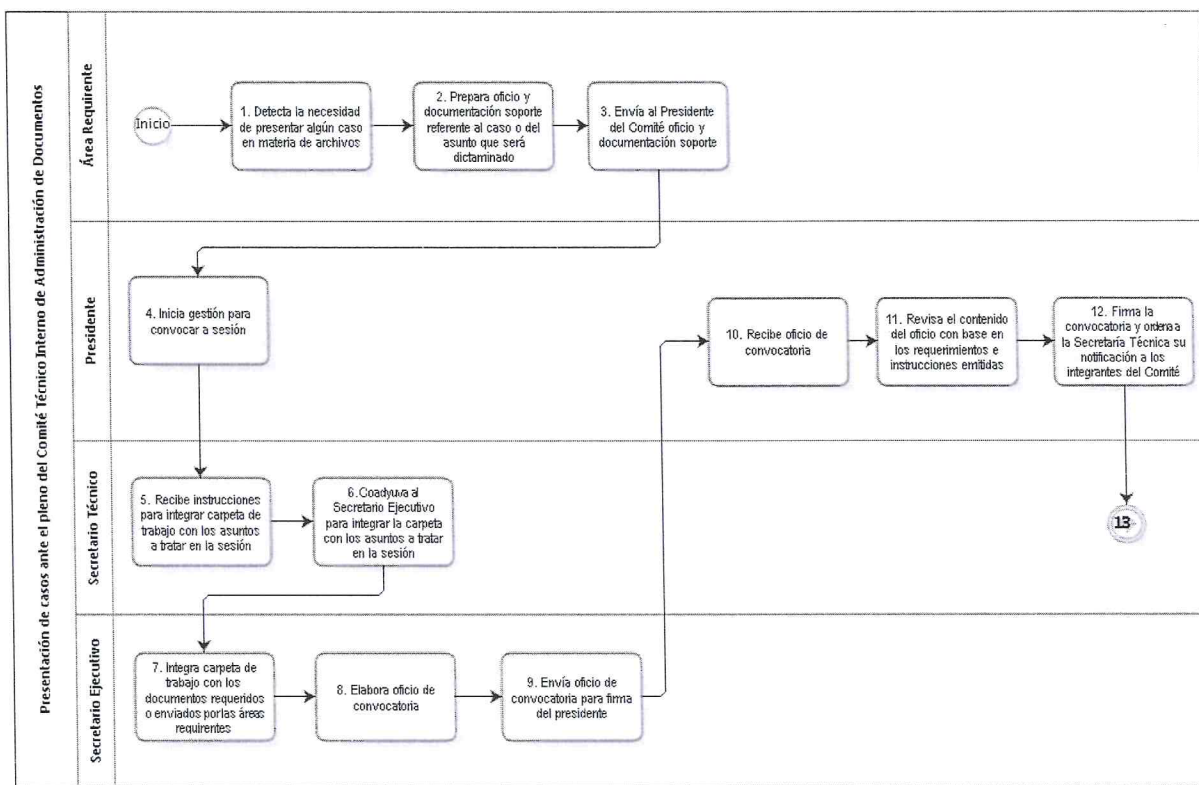 Presentación de casos ante el pleno del Comité Técnico Interno de Administración de Documentos
Área Requirente
Inicio
1. Detecta la necesidad
de presentar algún caso
en materia de archivos
2. Prepara oficio y
documentación soporte
referente al caso o del
asunto que será
dictaminado
3. Envía al Presidente
del Comité oficio y
documentación soporte
Presidente
4. Inicia gestión para
convocar a sesión
10. Recibe oficio de
convocatoria
11. Revisa el contenido
del oficio con base en
los requerimientos e
instrucciones emitidas
12. Firma la
convocatoria y ordena a
la Secretaría Técnica su
notificación a los
integrantes del Comité
Secretario Técnico
5. Recibe instrucciones
para integrar carpeta de
trabajo con los asuntos
a tratar en la sesión
6. Coadyuva al
Secretario Ejecutivo
para integrar la carpeta
con los asuntos a tratar
en la sesión
13
Secretario Ejecutivo
7. Integra carpeta de
trabajo con los
documentos requeridos
o enviados por las áreas
requirentes
8. Elabora oficio de
convocatoria
9. Envía oficio de
convocatoria para firma
del presidente